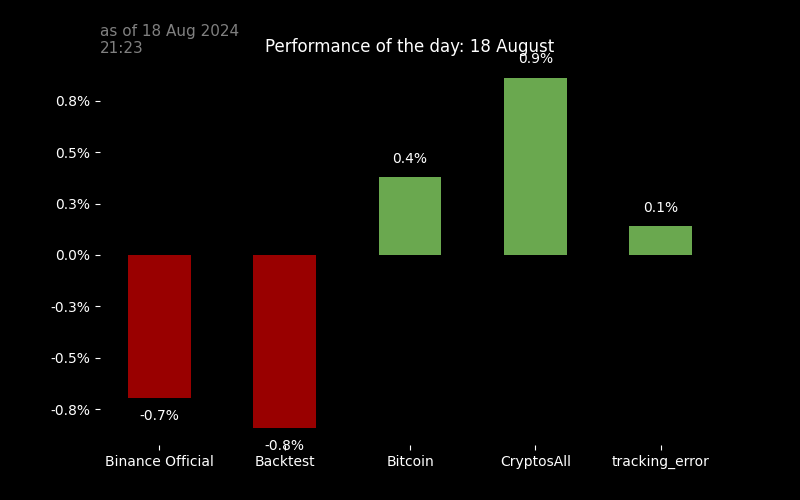 as of 18 Aug 2024
21:23
Performance of the day: 18 August
0.9%
0.8%
0.5%
0.4%
0.3%
0.1%
0.0%
-0.3%
-0.5%
-0.8%
-0.7%
-0.8%
Binance Official
Backtest
Bitcoin
CryptosAll
tracking_error